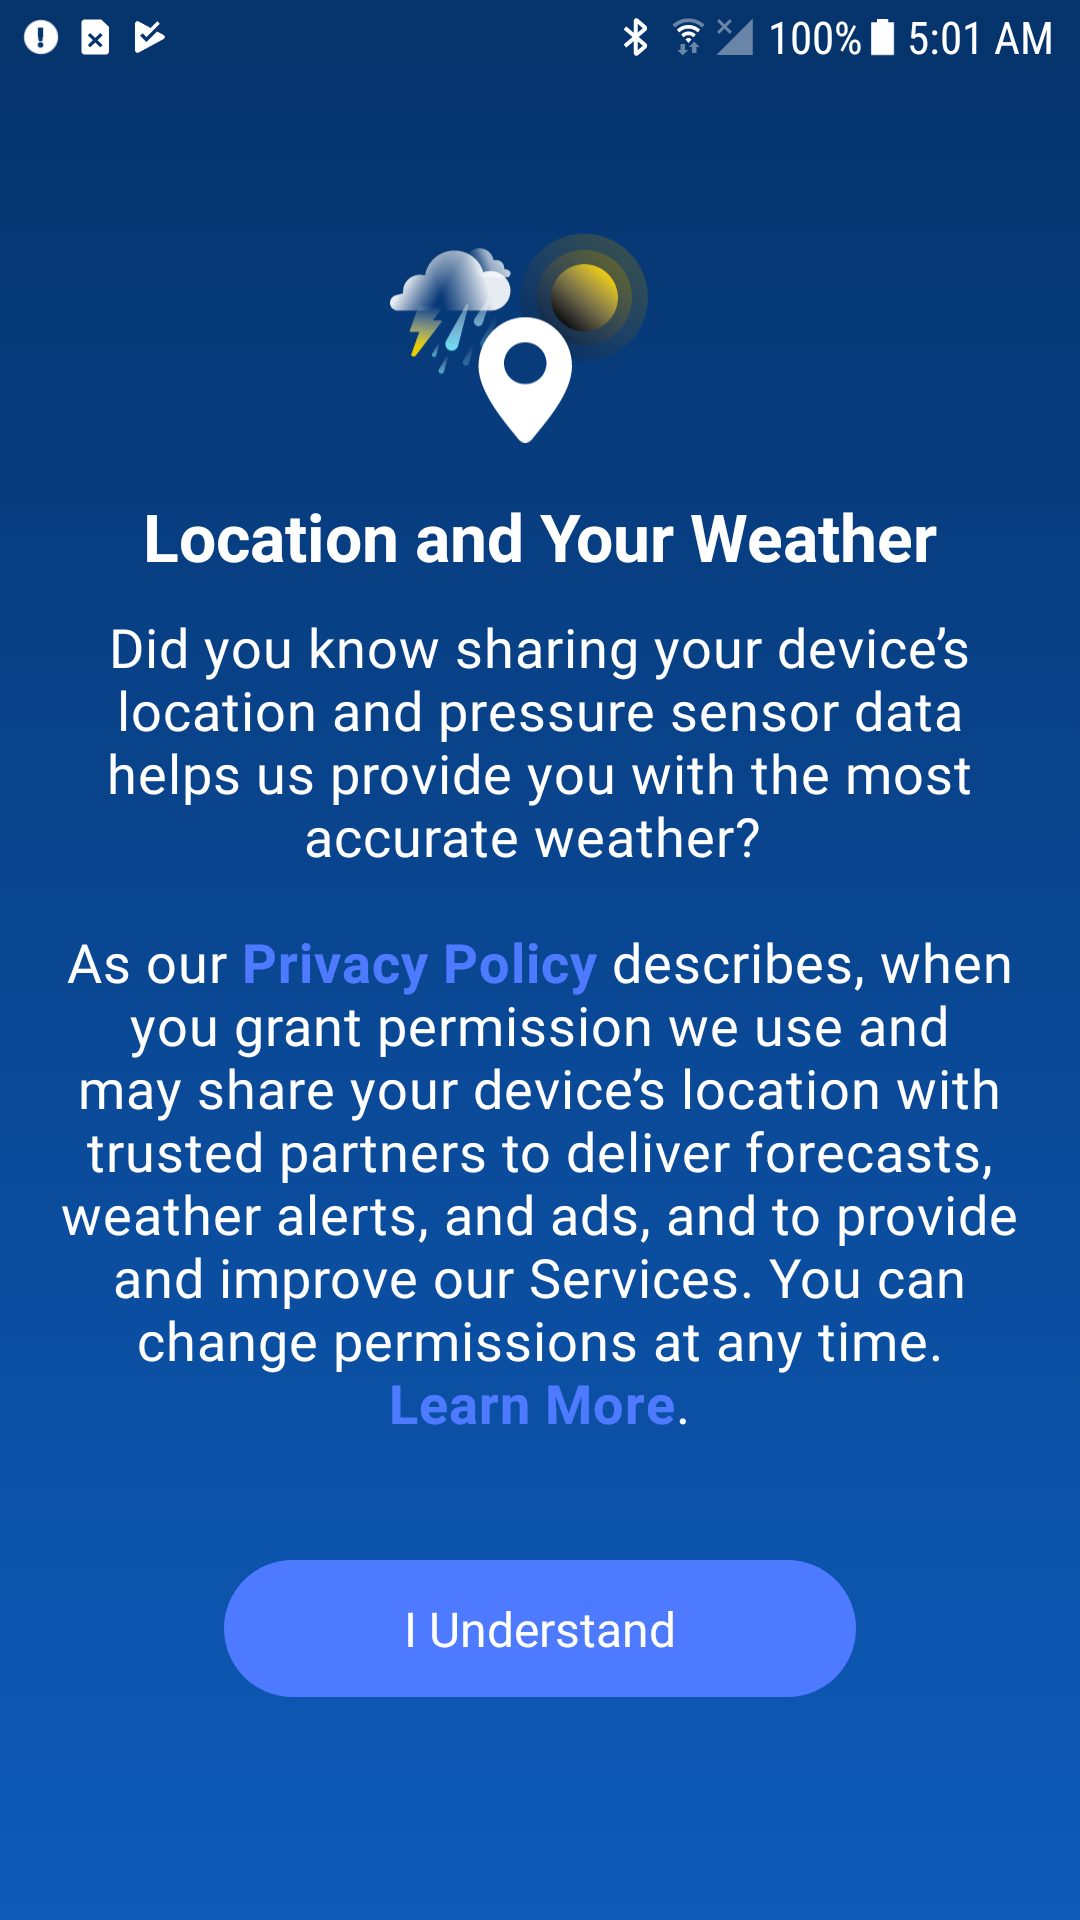 100% 5:01 AM
Location and Your Weather
Did you know sharing your device’s
location and pressure sensor data
helps us provide you with the most
accurate weather?
As our Privacy Policy describes, when
you grant permission we use and
may share your device’s location with
trusted partners to deliver forecasts,
weather alerts, and ads, and to provide
and improve our Services. You can
change permissions at any time.
Learn More.
I Understand